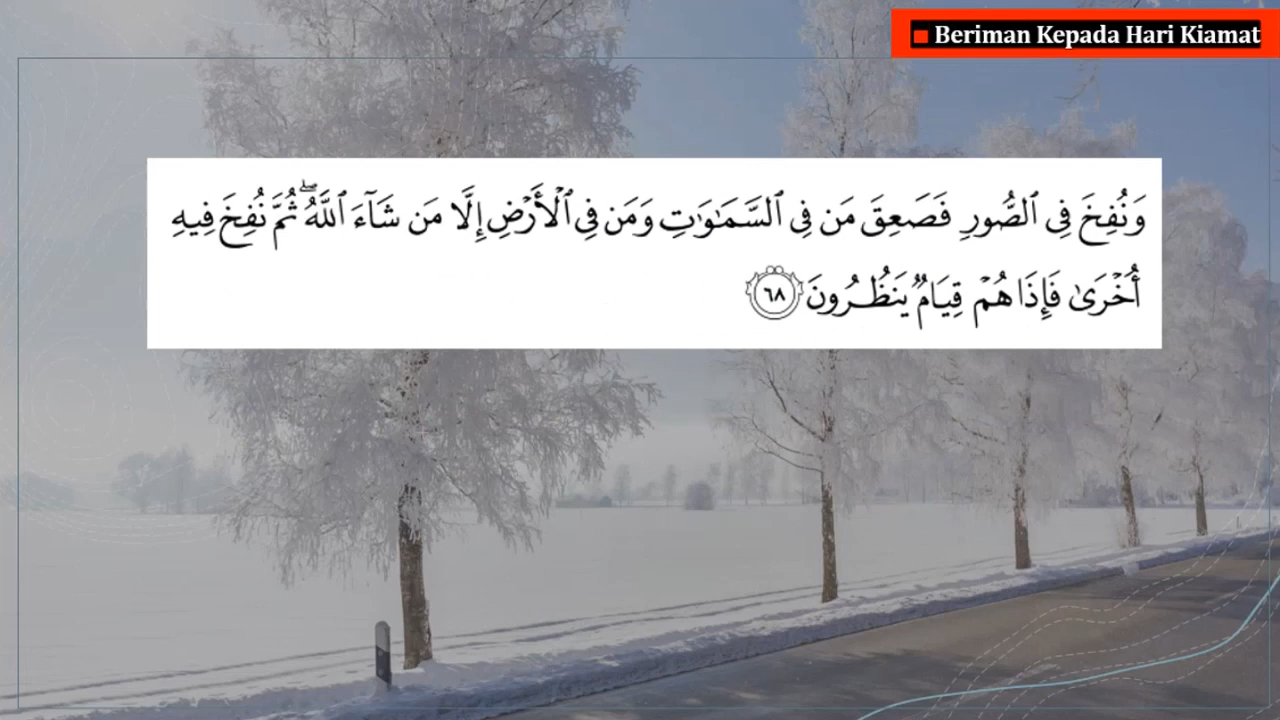 Beriman Kepada Hari Kiamat
وَنُفِخَ فِى ٱلصُّورِ فَصَعِقَ مَن فِى ٱلسَّمَـٰوَٰتِ وَمَن فِى ٱلْأَرْضِ إِلَّا مَن شَآءَ ٱللَّهُ ۖ ثُمَّ نُفِخَ فِيهِ
أُخْرَىٰ فَإِذَا هُمْ قِيَامٌ يَنظُرُونَ ٦٨